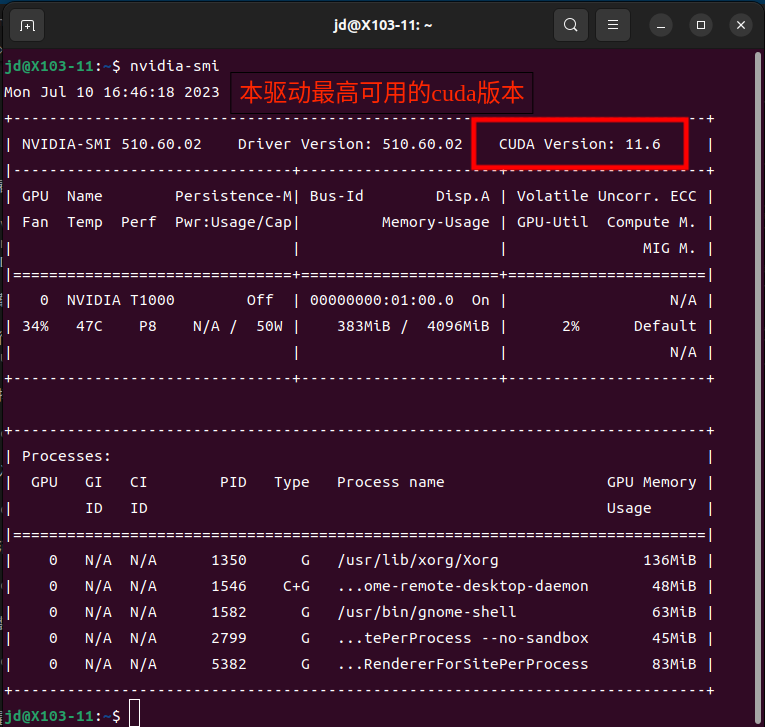 jd@X103-11: ~
jd@X103-11:~$ nvidia-smi
Mon Jul 10 16:46:18 2023
本驱动最高可用的cuda版本
+-----------------------------------------------------------------------------+
| NVIDIA-SMI 510.60.02    Driver Version: 510.60.02    CUDA Version: 11.6     |
|-------------------------------+----------------------+----------------------+
| GPU  Name        Persistence-M| Bus-Id        Disp.A | Volatile Uncorr. ECC |
| Fan  Temp  Perf  Pwr:Usage/Cap|         Memory-Usage | GPU-Util  Compute M. |
|                               |                      |               MIG M. |
|===============================+======================+======================|
|   0  NVIDIA T1000        Off  | 00000000:01:00.0  On |                  N/A |
| 34%   47C    P8    N/A /  50W |    383MiB /  4096MiB |      2%      Default |
|                               |                      |                  N/A |
+-------------------------------+----------------------+----------------------+
+-----------------------------------------------------------------------------+
| Processes:                                                                  |
|  GPU   GI   CI        PID   Type   Process name                  GPU Memory |
|        ID   ID                                                   Usage      |
|=============================================================================|
|    0   N/A  N/A      1350      G   /usr/lib/xorg/Xorg                136MiB |
|    0   N/A  N/A      1546    C+G   ...ome-remote-desktop-daemon       48MiB |
|    0   N/A  N/A      1582      G   /usr/bin/gnome-shell               63MiB |
|    0   N/A  N/A      2799      G   ...tePerProcess --no-sandbox       45MiB |
|    0   N/A  N/A      5382      G   ...RendererForSitePerProcess       83MiB |
+-----------------------------------------------------------------------------+
jd@X103-11:~$